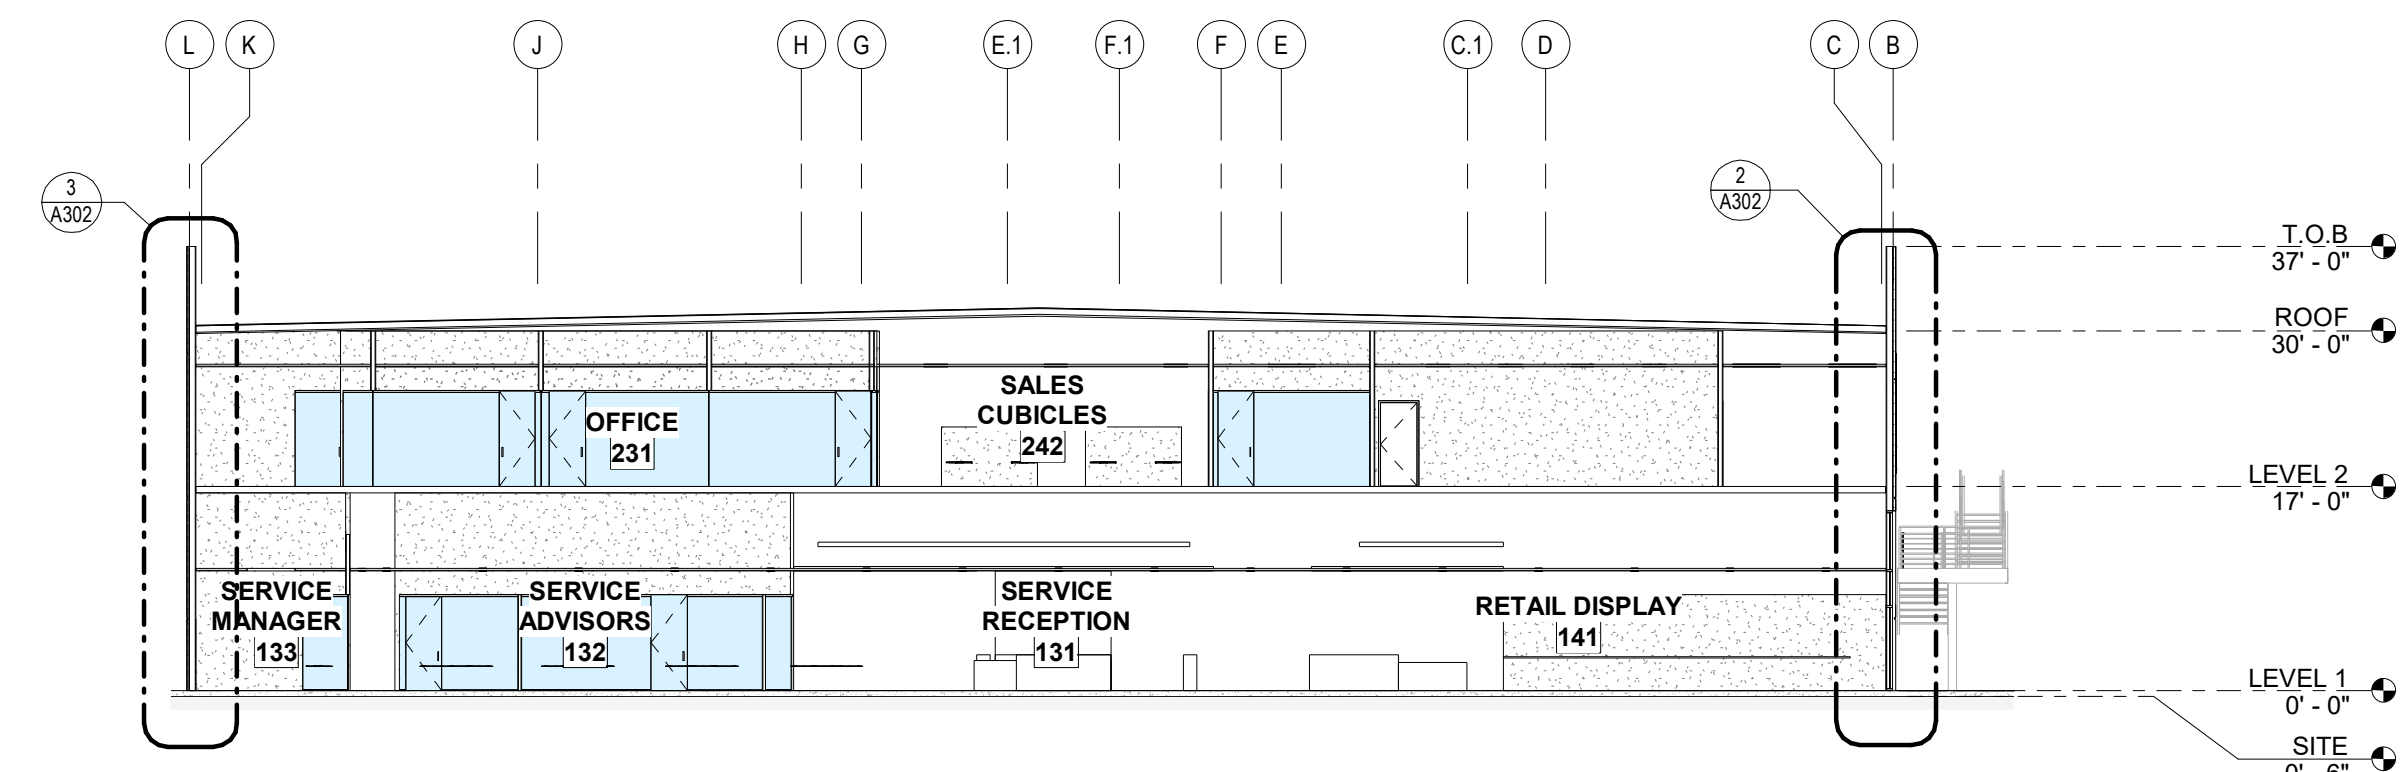 L
K
J
H
G
E.1
F.1
F
E
C.1
D
C
B
3
A302
2
A302
T.O.B
37' - 0"
ROOF
30' - 0"
SALES
CUBICLES
242
OFFICE
231
LEVEL 2
17' - 0"
SERVICE
MANAGER
133
SERVICE
ADVISORS
132
SERVICE
RECEPTION
131
RETAIL DISPLAY
141
LEVEL 1
0' - 0"
SITE